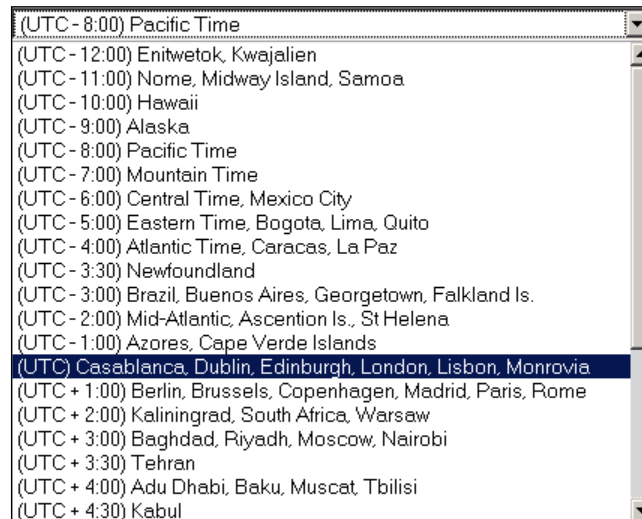 (UTC - 8:00) Pacific Time
(UTC - 12:00) Enitwetok, Kwajalien
(UTC - 11:00) Nome, Midway Island, Samoa
(UTC - 10:00) Hawaii
(UTC - 9:00) Alaska
(UTC - 8:00) Pacific Time
(UTC - 7:00) Mountain Time
(UTC - 6:00) Central Time, Mexico City
(UTC - 5:00) Eastern Time, Bogota, Lima, Quito
(UTC - 4:00) Atlantic Time, Caracas, La Paz
(UTC - 3:30) Newfoundland
(UTC - 3:00) Brazil, Buenos Aires, Georgetown, Falkland Is.
(UTC - 2:00) Mid-Atlantic, Ascention Is., St Helena
(UTC - 1:00) Azores, Cape Verde Islands
(UTC) Casablanca, Dublin, Edinburgh, London, Lisbon, Monrovia
(UTC + 1:00) Berlin, Brussels, Copenhagen, Madrid, Paris, Rome
(UTC + 2:00) Kaliningrad, South Africa, Warsaw
(UTC + 3:00) Baghdad, Riyadh, Moscow, Nairobi
(UTC + 3:30) Tehran
(UTC + 4:00) Adu Dhabi, Baku, Muscat, Tbilisi
(UTC + 4:30) Kabul